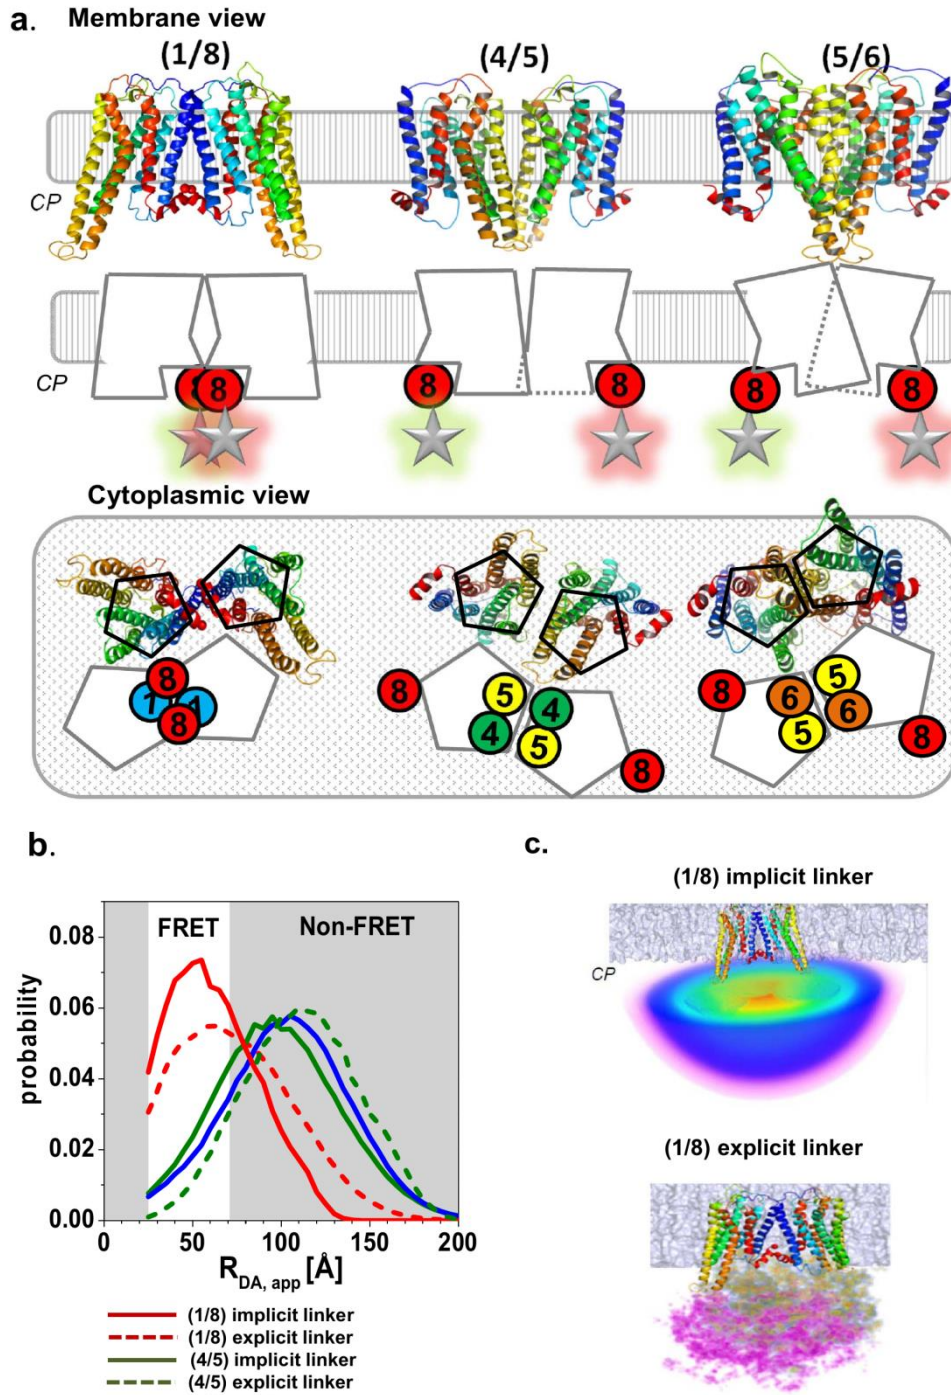 a.
Membrane view
(1/8) (4/5) (5/6)
CP
CP
8 8 8 8 8
Cytoplasmic view
8 1 1 8
8 5 4 4 5 8
8 6 5 5 6 8
b.
FRET Non-FRET
0.08
0.06
0.04
0.02
0.00
probability
0 50 100 150 200
R DA, app [Å]
(1/8) implicit linker
(1/8) explicit linker
(4/5) implicit linker
(4/5) explicit linker
c.
(1/8) implicit linker
CP
(1/8) explicit linker